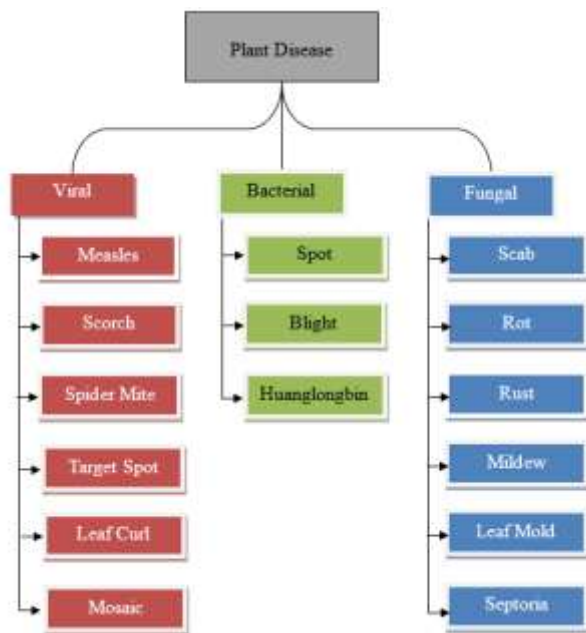 Plant Disease
Viral
Bacterial
Fungal
Measles
Scorch
Spider Mite
Target Spot
Leaf Curl
Mosaic
Spot
Blight
Huanglongbin
Scab
Rot
Rust
Mildew
Leaf Mold
Septoria